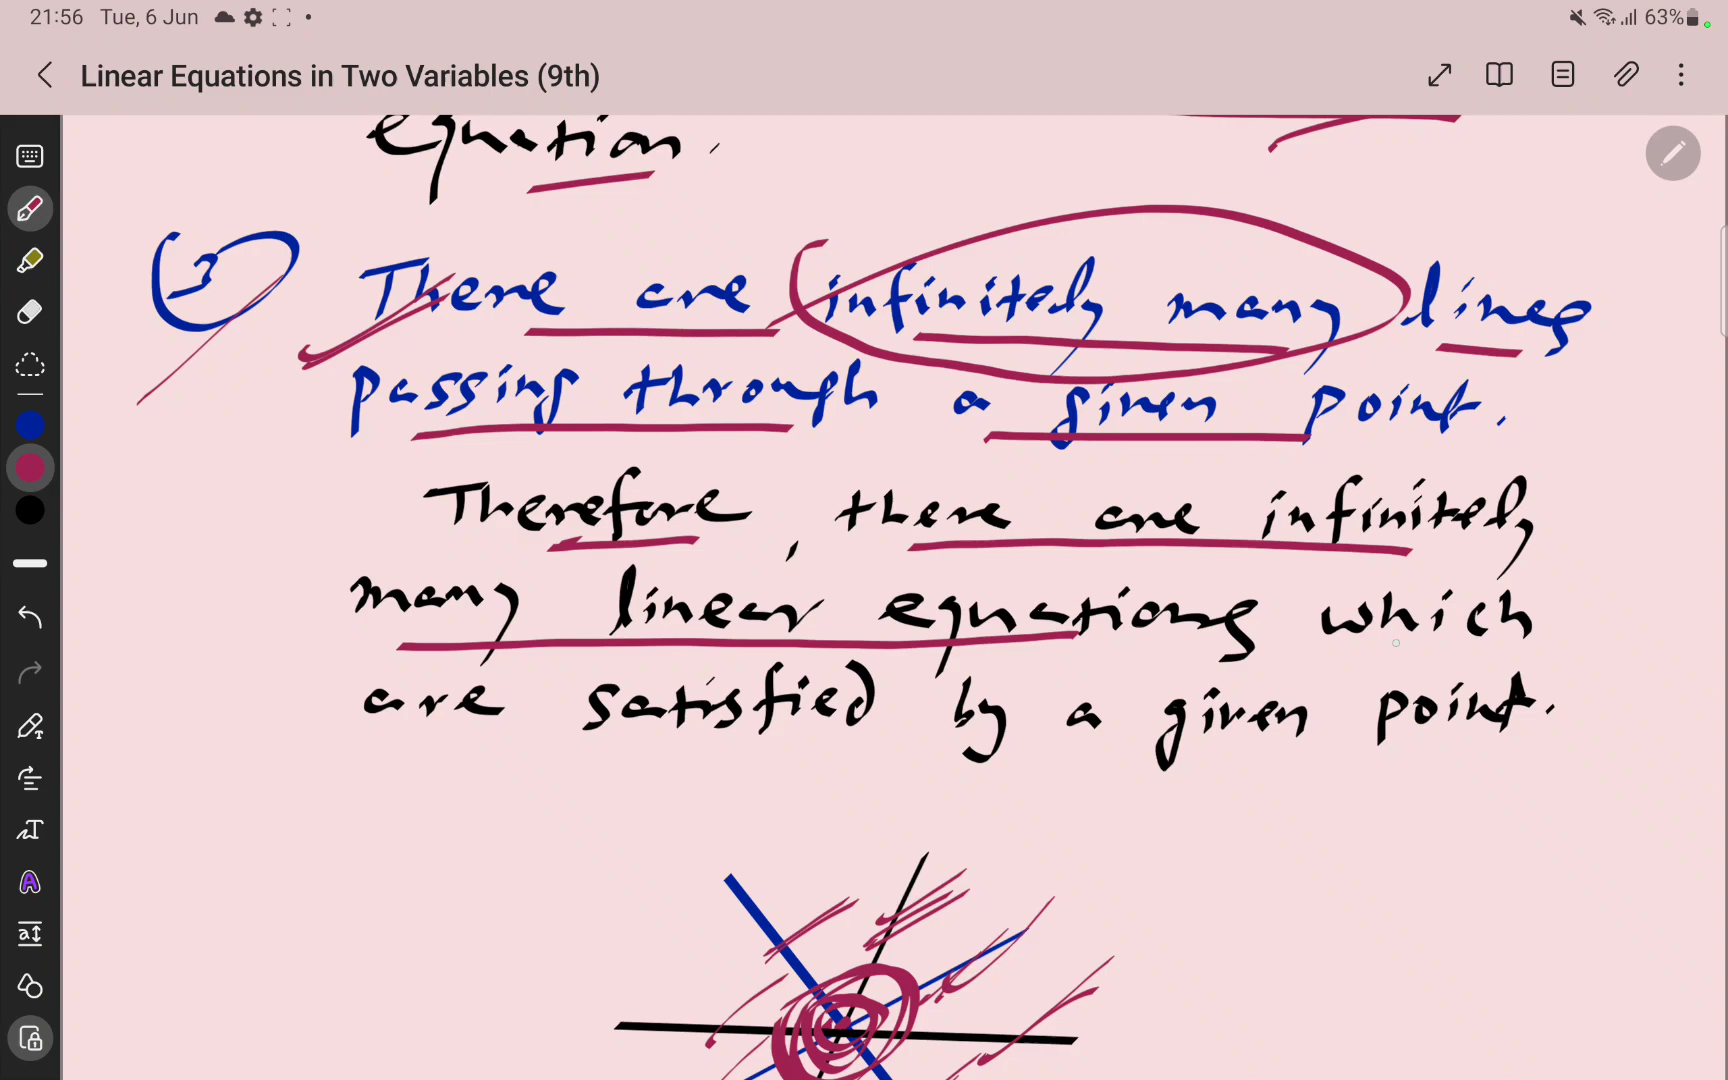 21:56 Tue, 6 Jun 63%
Linear Equations in Two Variables (9th)
equation.
3 There are infinitely many lines
passing through a given point.
Therefore, there are infinitely
many linear equations which
are satisfied by a given point.